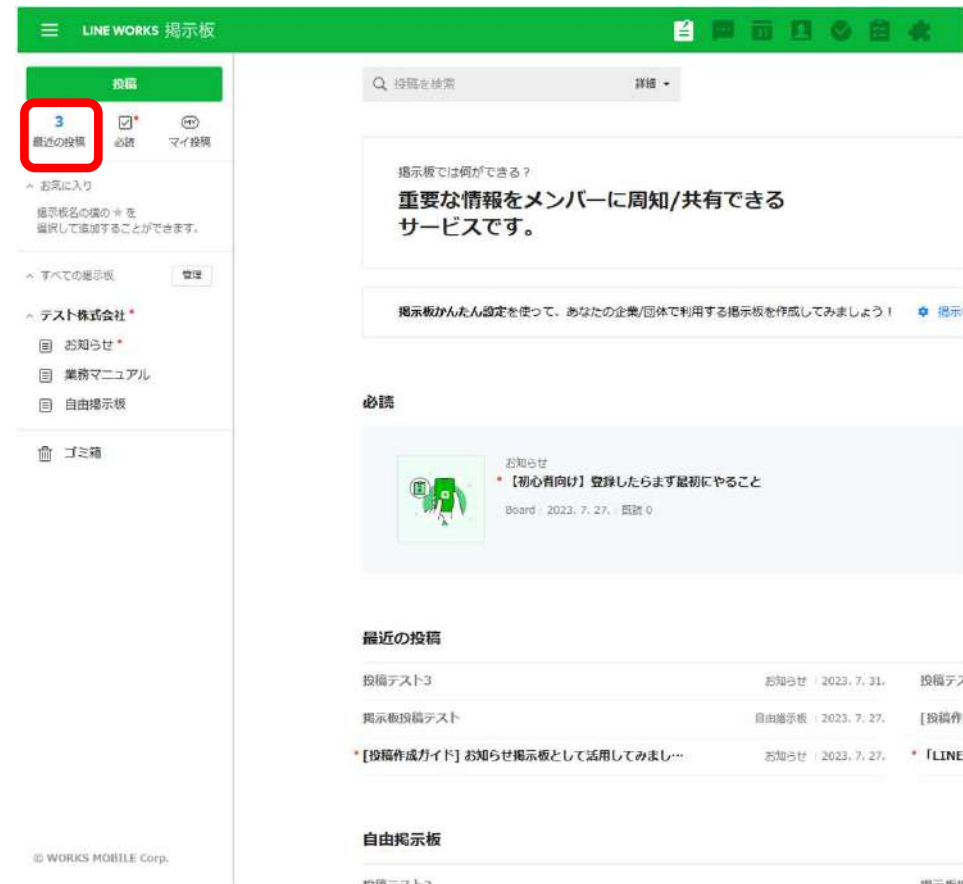 LINE WORKS 掲示板
投稿
投稿を検索
詳細
3
最近の投稿
必読
マイ投稿
お気に入り
掲示板名の横の ☆ を
選択して追加することができます。
すべての掲示板
管理
テスト株式会社
お知らせ
業務マニュアル
自由掲示板
ゴミ箱
© WORKS MOBILE Corp.
掲示板では何ができる？
重要な情報をメンバーに周知/共有できる
サービスです。
掲示板かんたん設定を使って、あなたの企業/団体で利用する掲示板を作成してみましょう！
掲示
必読
お知らせ
【初心者向け】登録したらまず最初にやること
Board 2023. 7. 27. 既読 0
最近の投稿
投稿テスト3 お知らせ 2023. 7. 31. 投稿テス
掲示板投稿テスト 自由掲示板 2023. 7. 27. [投稿作
[投稿作成ガイド] お知らせ掲示板として活用してみまし… お知らせ 2023. 7. 27. 「LINE
自由掲示板